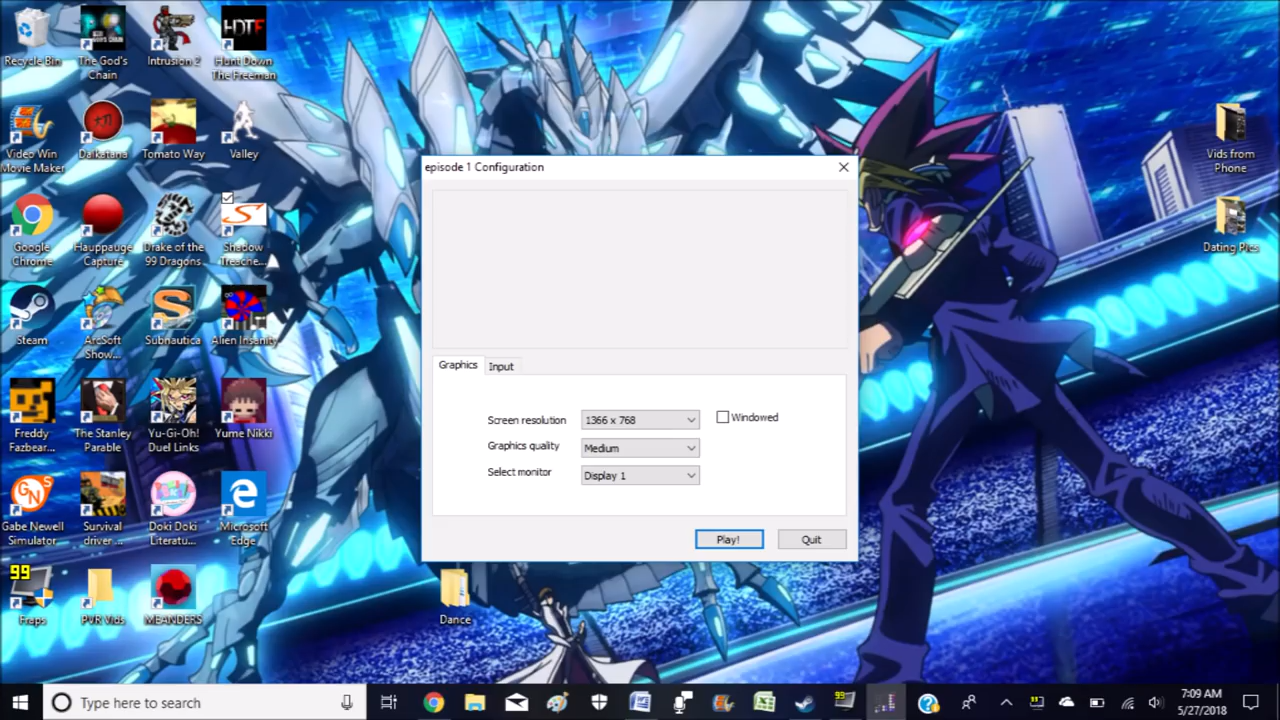 Recycle Bin
The God's
Chain
Intrusion 2
HDTF
Hunt Down
The Freeman
Video Win
Movie Maker
Daikatana
Tomato Way
Valley
Google
Chrome
Hauppauge
Capture
Drake of the
99 Dragons
Shadow
Treache...
Steam
ArcSoft
Show...
Subnautica
Alien Insanity
Freddy
Fazbear...
The Stanley
Parable
Yu-Gi-Oh!
Duel Links
Yume Nikki
Gabe Newell
Simulator
Survival
driver ...
Doki Doki
Literatu...
Microsoft
Edge
99
Fraps
PVR Vids
MEANDERS
Dance
Vids from
Phone
Dating Pics
episode 1 Configuration
Graphics
Input
Screen resolution
1366 x 768
Windowed
Graphics quality
Medium
Select monitor
Display 1
Play!
Quit
Type here to search
99
7:09 AM
5/27/2018